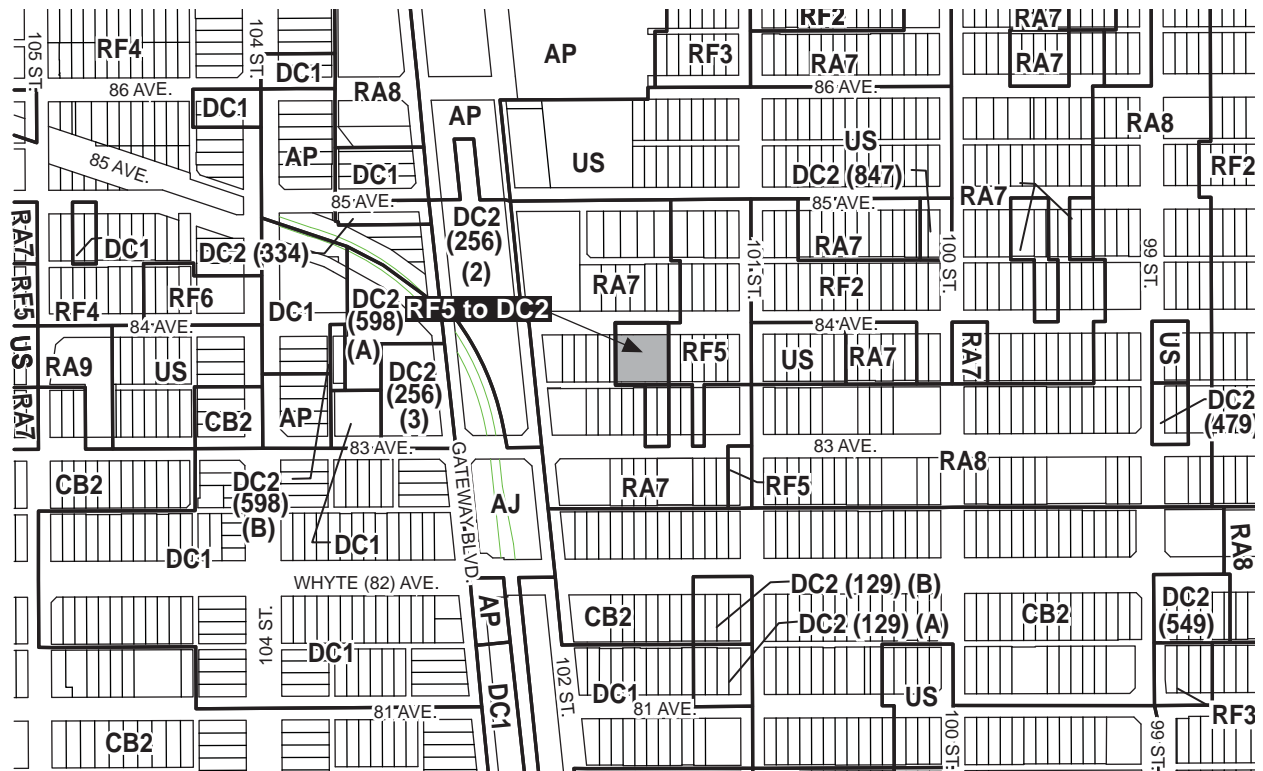 RF4
RF2
RA7
105 ST.
104 ST.
AP
RF3
RA7
RA7
DC1
86 AVE.
86 AVE.
RA8
DC1
AP
RA8
US
85 AVE.
AP
US
DC1
DC2 (847)
RF2
RA7
85 AVE.
85 AVE.
RA7
DC1
DC2 (334)
DC2
(256)
(2)
RA7
101 ST.
100 ST.
99 ST.
RF5
RF4
RF6
DC1
DC2
(598)
(A)
RA7
RF2
RF5 to DC2
84 AVE.
84 AVE.
US
RA9
US
RF5
US
RA7
RA7
US
DC2
(256)
(3)
RA7
CB2
AP
DC2
(479)
83 AVE.
83 AVE.
GATEWAY BLVD.
CB2
DC2
(598)
(B)
AJ
RA7
RF5
RA8
DC1
DC1
RA8
WHYTE (82) AVE.
AP
CB2
DC2 (129) (B)
DC2 (129) (A)
CB2
DC2
(549)
104 ST.
DC1
DC1
102 ST.
DC1
US
81 AVE.
81 AVE.
RF3
CB2
100 ST.
99 ST.